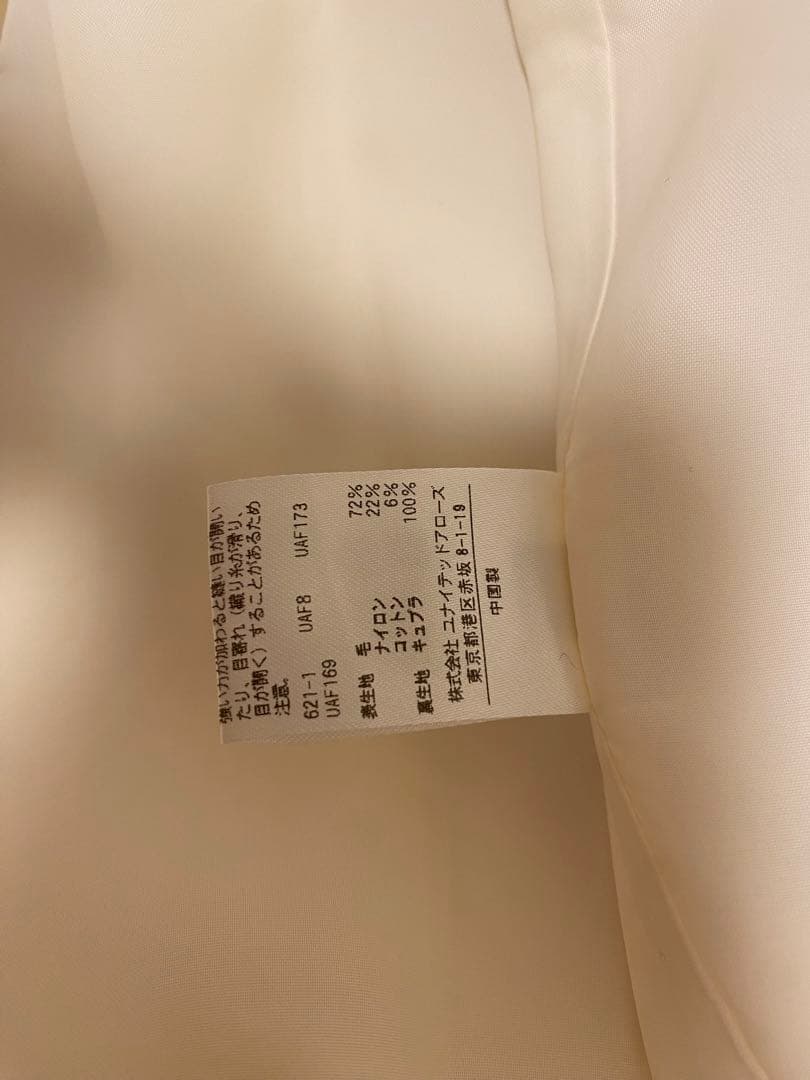 強い力が加わると縫い目が開い
たり、目寄れ（織り糸が滑り、
目が開く）することがあるため
注意。
621-1 UAF8 UAF173
UAF169
表生地 毛 72%
ナイロン 22%
コットン 6%
裏生地 キュプラ 100%
株式会社 ユナイテッドアローズ
東京都港区赤坂 8-1-19
中国製